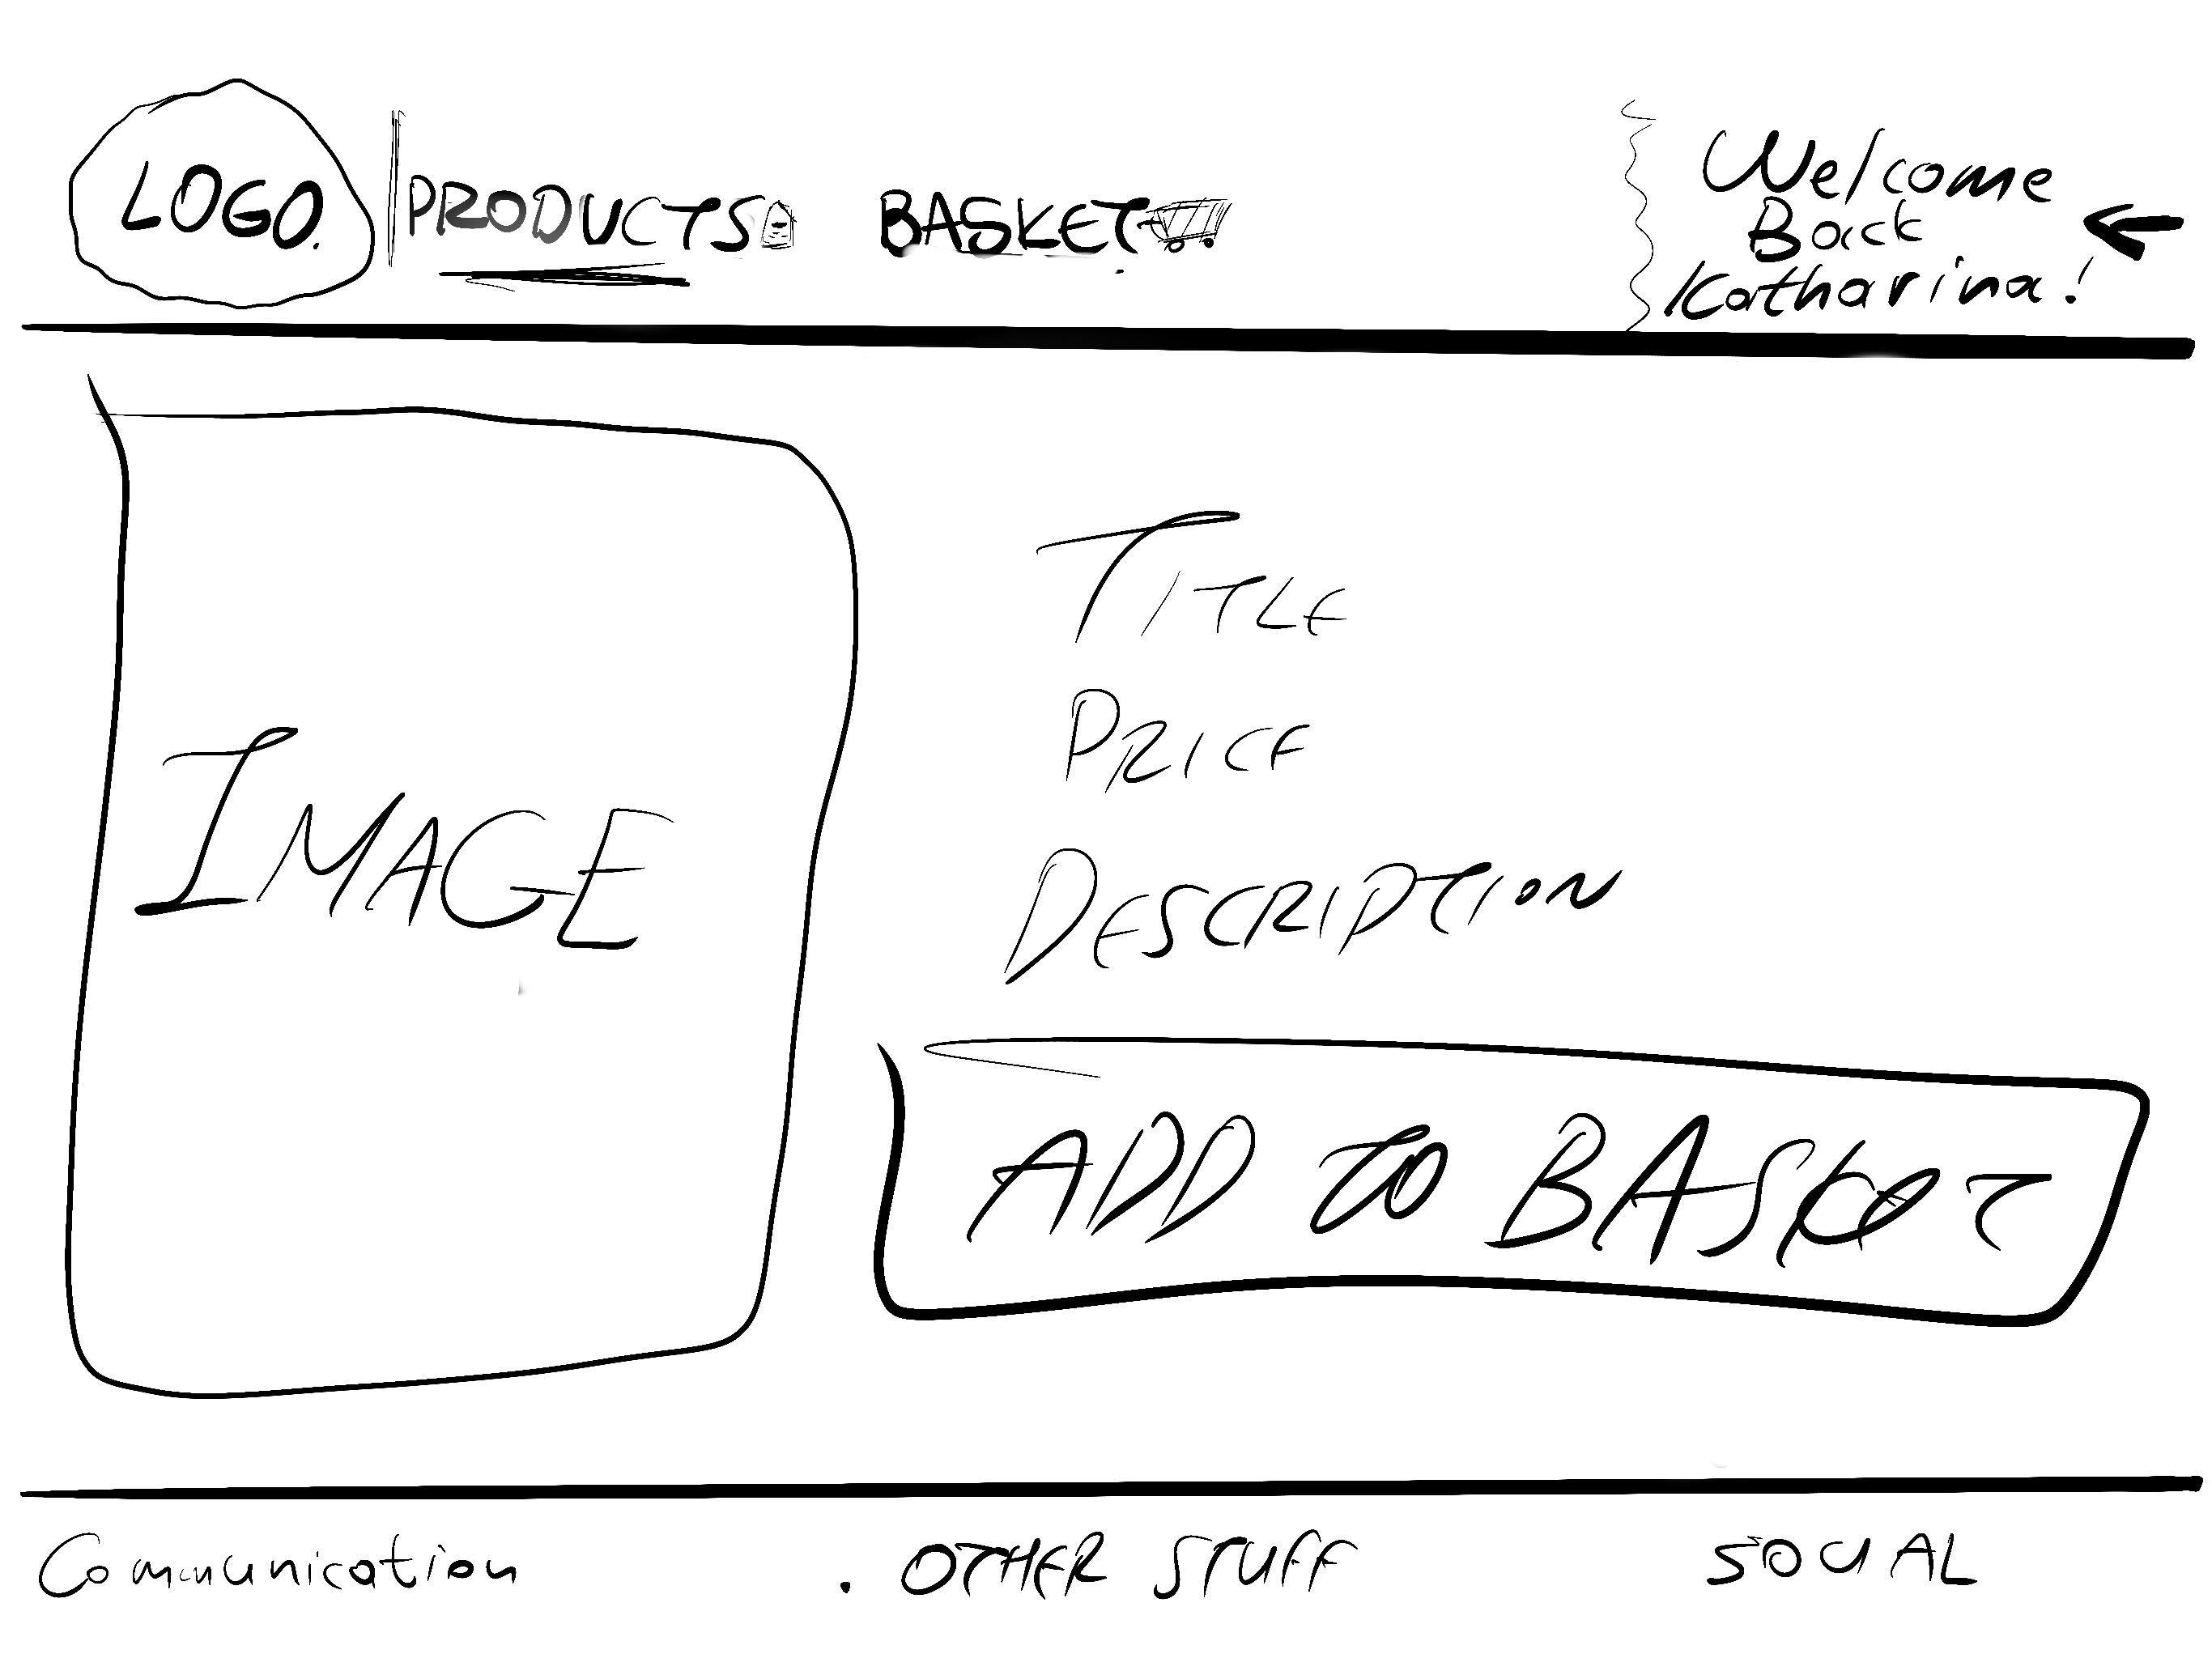 LOGO.
PRODUCTS BASKET
Welcome
Back
Katharina!
IMAGE
TITLE
PRICE
DESCRIPTION
ADD to BASKET
Communication
. OTHER STUFF
SOCIAL